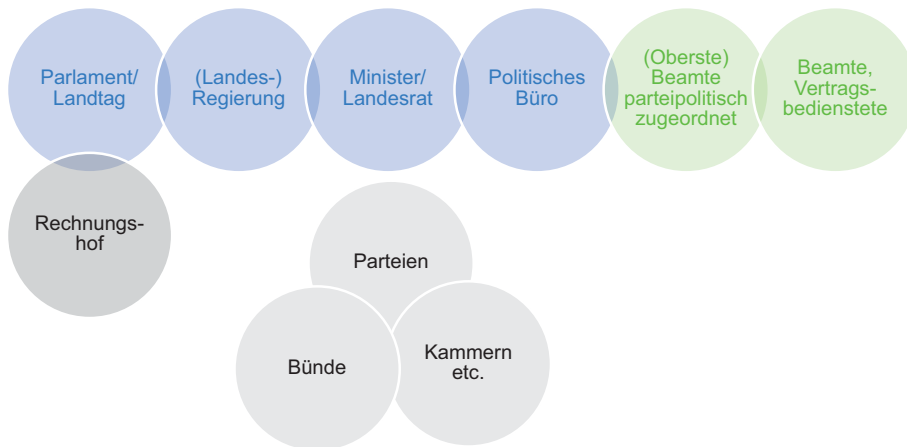 Parlament/
Landtag
(Landes-)
Regierung
Minister/
Landesrat
Politisches
Büro
(Oberste)
Beamte
parteipolitisch
zugeordnet
Beamte,
Vertrags-
bedienstete
Rechnungs-
hof
Parteien
Bünde
Kammern
etc.